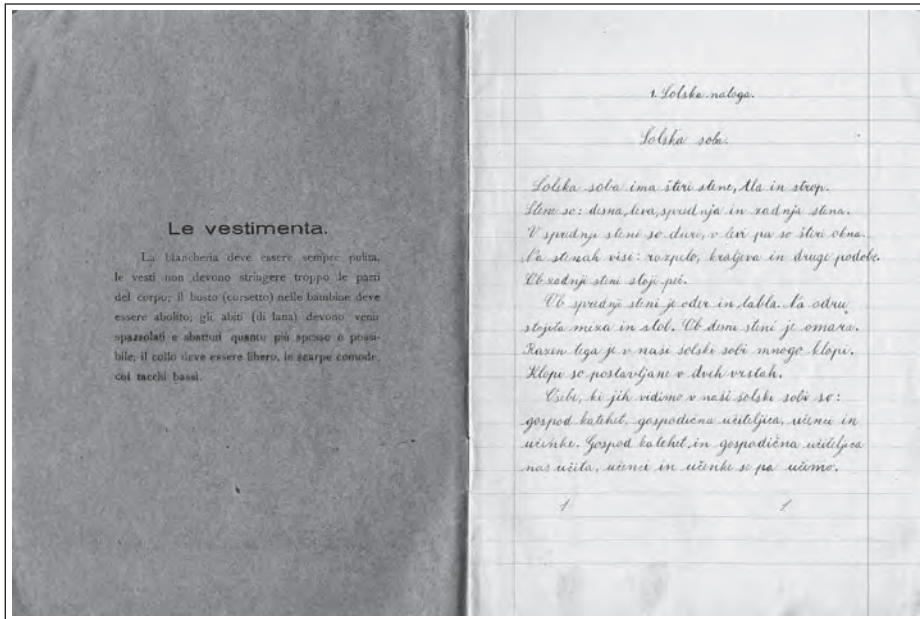 Le vestimenta.
La biancheria deve essere sempre pulita,
le vesti non devono stringere troppo le parti
del corpo; il busto (corsetto) nelle bambine deve
essere abolito; gli abiti (di lana) devono venir
spazzolati e sbattuti quanto più spesso è possi-
bile; il collo deve essere libero, le scarpe comode,
coi tacchi bassi.
1. Šolska naloga.
Šolska soba.
Šolska soba ima štiri stene, tla in strop.
Stene so: desna, leva, sprednja in zadnja stena.
V sprednji steni so duri, v levi pa so štiri okna.
Na stenah visé: razpelo, kraljeva in druge podobe.
Ob zadnji steni stoji peč.
Ob sprednji steni je oder in tabla. Na odru
stojita miza in stol. Ob desni steni je omara.
Razen tega je v naši šolski sobi mnogo klopi.
Klopi so postavljene v dveh vrstah.
Osebe, ki jih vidimo v naši šolski sobi so:
gospod katehet, gospodična učiteljica, učenci in
učenke. Gospod katehet, in gospodična učiteljica
nas učita, učenci in učenke se pa učimo.
1 1